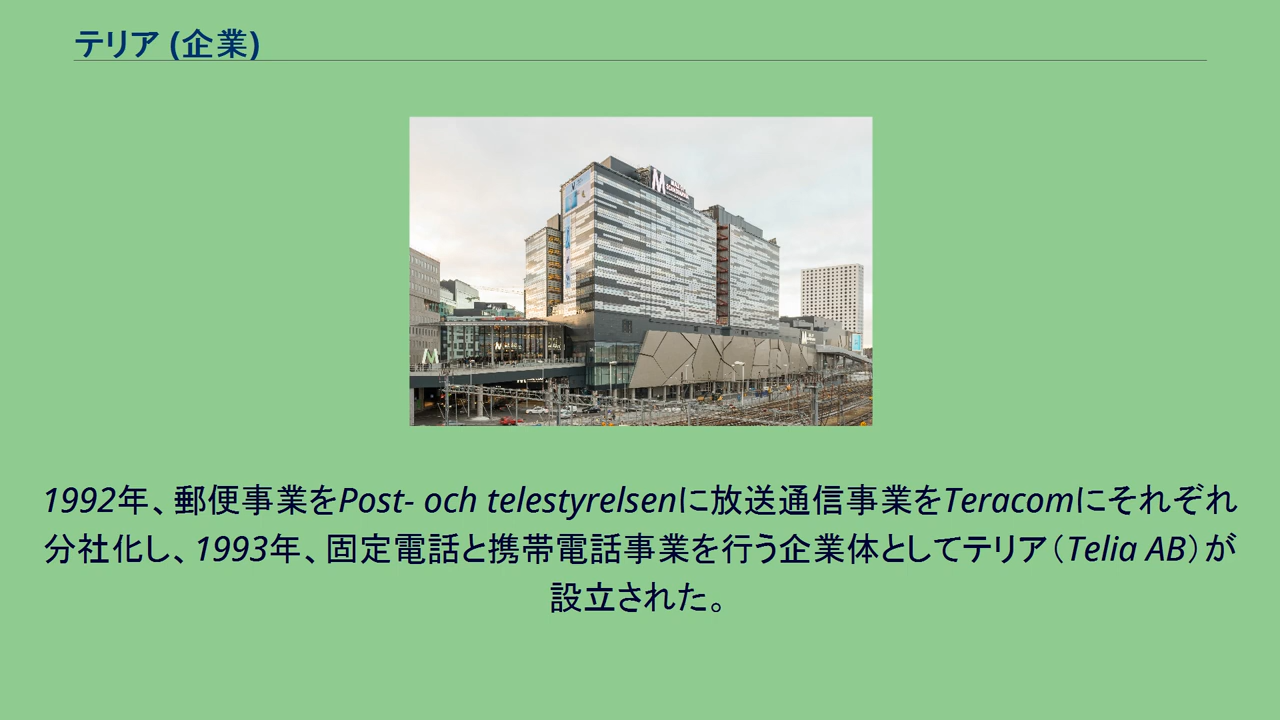 テリア (企業)
1992年、郵便事業をPost- och telestyrelsenに放送通信事業をTeracomにそれぞれ
分社化し、1993年、固定電話と携帯電話事業を行う企業体としてテリア（Telia AB）が
設立された。